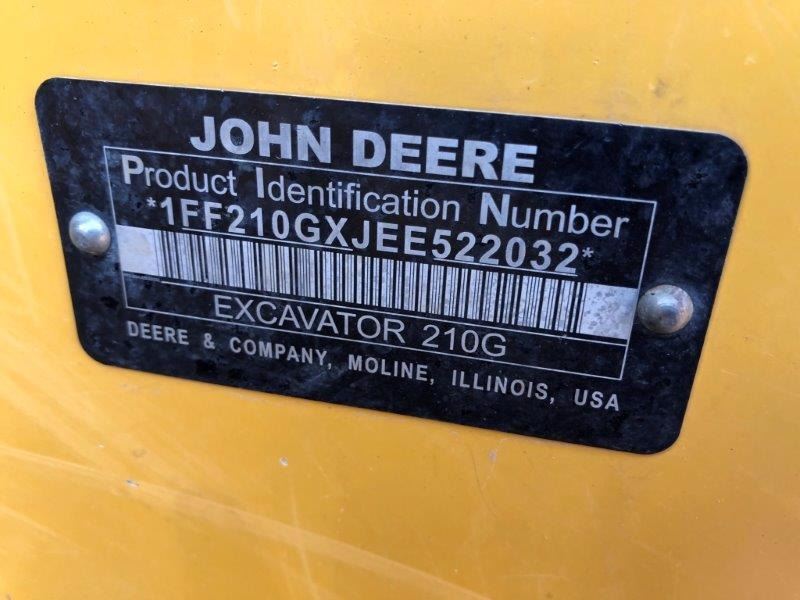 JOHN DEERE
Product Identification Number
*1FF210GXJEE522032*
EXCAVATOR 210G
DEERE & COMPANY, MOLINE, ILLINOIS, USA